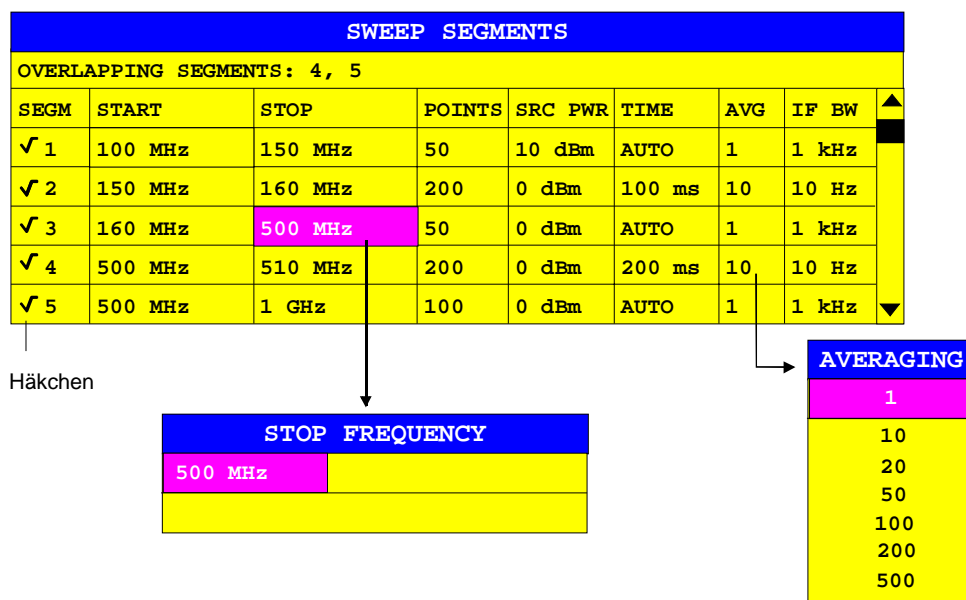 SWEEP SEGMENTS
OVERLAPPING SEGMENTS: 4, 5
SEGM START STOP POINTS SRC PWR TIME AVG IF BW
√ 1 100 MHz 150 MHz 50 10 dBm AUTO 1 1 kHz
√ 2 150 MHz 160 MHz 200 0 dBm 100 ms 10 10 Hz
√ 3 160 MHz 500 MHz 50 0 dBm AUTO 1 1 kHz
√ 4 500 MHz 510 MHz 200 0 dBm 200 ms 10 10 Hz
√ 5 500 MHz 1 GHz 100 0 dBm AUTO 1 1 kHz
Häkchen
STOP FREQUENCY
500 MHz
AVERAGING
1
10
20
50
100
200
500